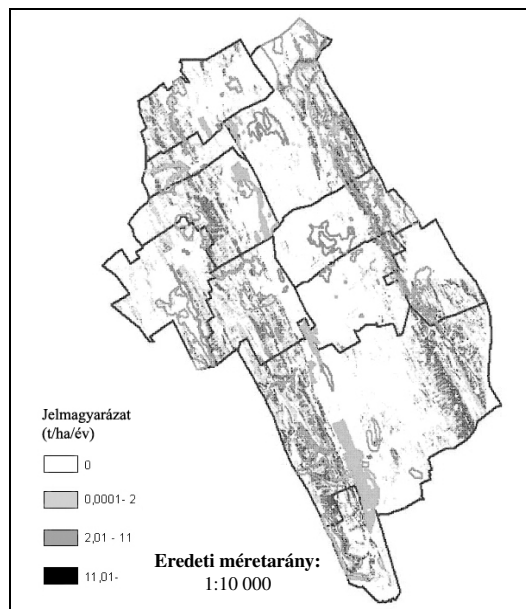 Jelmagyarázat
(t/ha/év)
0
0,0001- 2
2,01 - 11
11,01-
Eredeti méretarány:
1:10 000